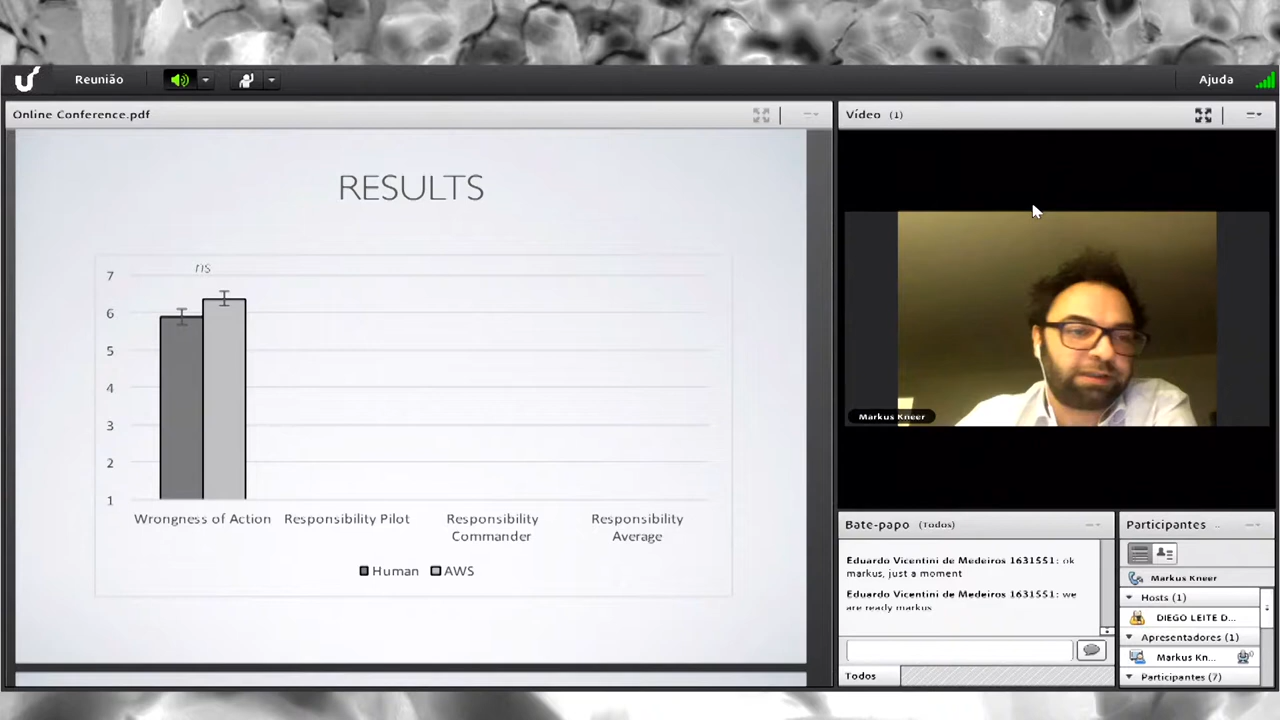 Reunião
Ajuda
Online Conference.pdf
Vídeo (1)
RESULTS
7
ns
6
5
4
3
2
1
Wrongness of Action
Responsibility Pilot
Responsibility
Commander
Responsibility
Average
Human
AWS
Markus Kneer
Bate-papo (Todos)
Eduardo Vicentini de Medeiros 1631551: ok
markus, just a moment
Eduardo Vicentini de Medeiros 1631551: we
are ready markus
Todos
Participantes ..
Markus Kneer
Hosts (1)
DIEGO LEITE D...
Apresentadores (1)
Markus Kn...
Participantes (7)